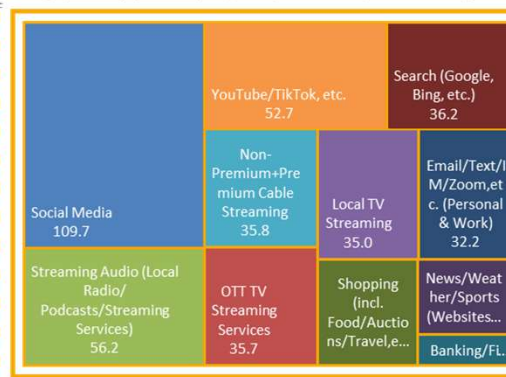 Social Media
109.7
Streaming Audio (Local
Radio/
Podcasts/Streaming
Services)
56.2
YouTube/TikTok, etc.
52.7
Non-
Premium+Pre
mium Cable
Streaming
35.8
OTT TV
Streaming
Services
35.7
Local TV
Streaming
35.0
Shopping
(incl.
Food/Auctio
ns/Travel,e...
Search (Google,
Bing, etc.)
36.2
Email/Text/I
M/Zoom,et
c. (Personal
& Work)
32.2
News/Weat
her/Sports
(Websites...
Banking/Fi...